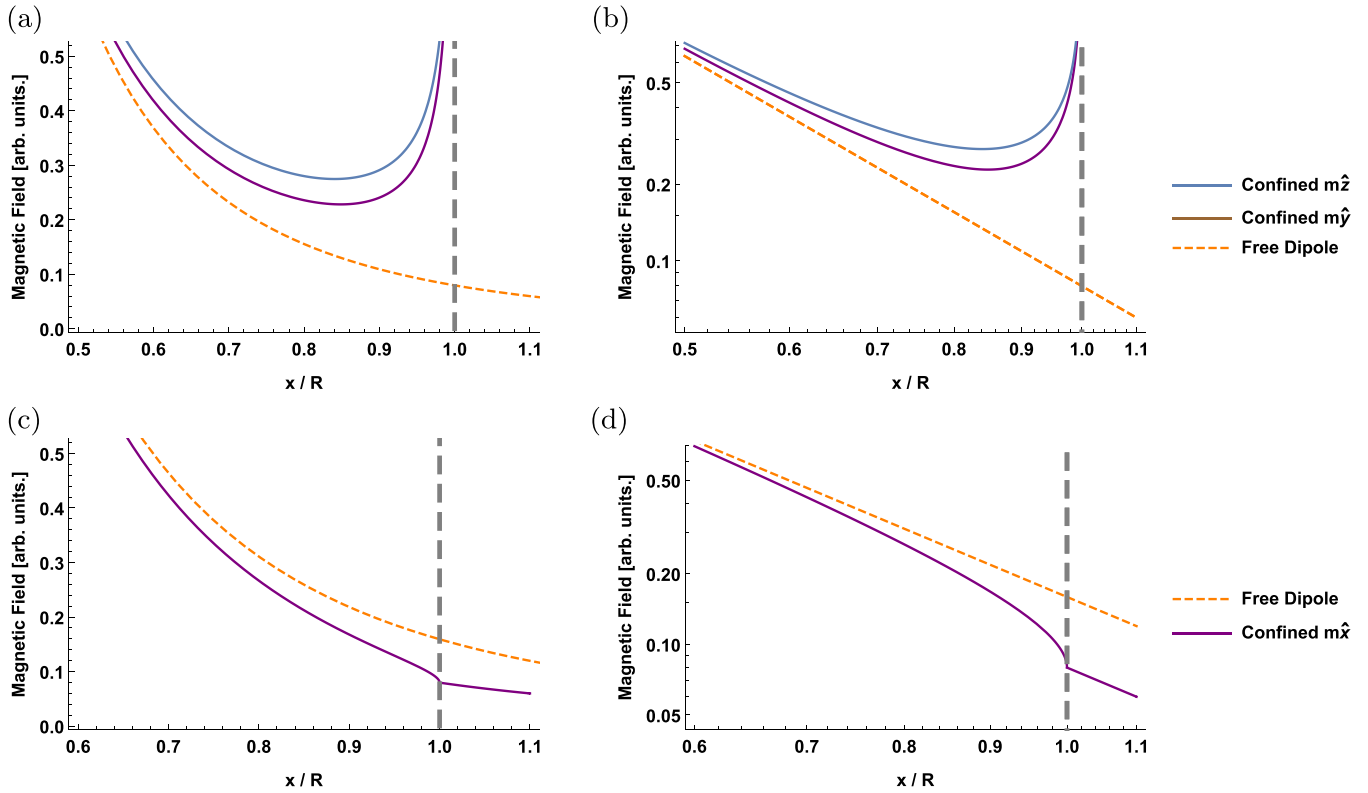 (a)
Magnetic Field [arb. units.]
0.5
0.4
0.3
0.2
0.1
0.0
0.5 0.6 0.7 0.8 0.9 1.0 1.1
x / R
(b)
Magnetic Field [arb. units.]
0.5
0.2
0.1
0.5 0.6 0.7 0.8 0.9 1.0 1.1
x / R
Confined mẑ
Confined mŷ
Free Dipole
(c)
Magnetic Field [arb. units.]
0.5
0.4
0.3
0.2
0.1
0.0
0.6 0.7 0.8 0.9 1.0 1.1
x / R
(d)
Magnetic Field [arb. units.]
0.50
0.20
0.10
0.05
0.6 0.7 0.8 0.9 1.0 1.1
x / R
Free Dipole
Confined mx̂